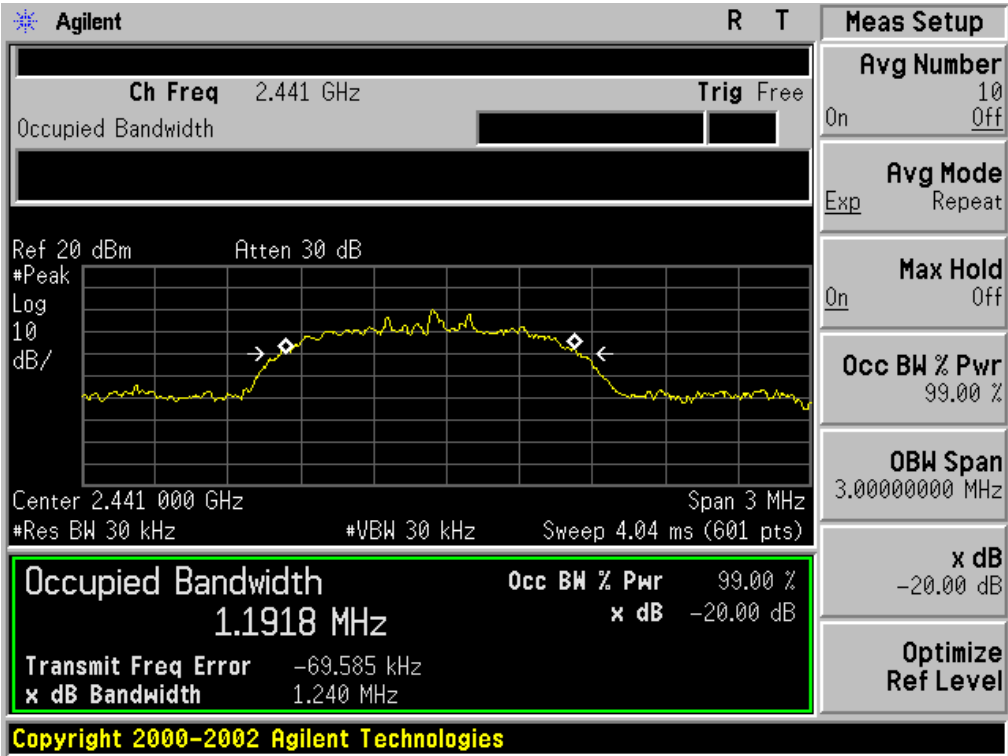 Agilent R T
Ch Freq 2.441 GHz Trig Free
Occupied Bandwidth
Ref 20 dBm Atten 30 dB
#Peak
Log
10
dB/
Center 2.441 000 GHz Span 3 MHz
#Res BW 30 kHz #VBW 30 kHz Sweep 4.04 ms (601 pts)
Occupied Bandwidth
1.1918 MHz
Occ BW % Pwr 99.00 %
x dB -20.00 dB
Transmit Freq Error -69.585 kHz
x dB Bandwidth 1.240 MHz
Copyright 2000-2002 Agilent Technologies
Meas Setup
Avg Number
10
On Off
Avg Mode
Exp Repeat
Max Hold
On Off
Occ BW % Pwr
99.00 %
OBW Span
3.00000000 MHz
x dB
-20.00 dB
Optimize
Ref Level